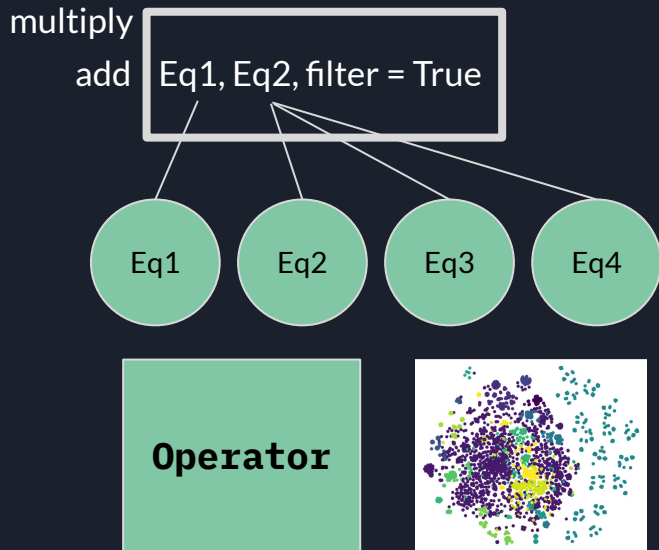 multiply
add Eq1, Eq2, filter = True
Eq1 Eq2 Eq3 Eq4
Operator